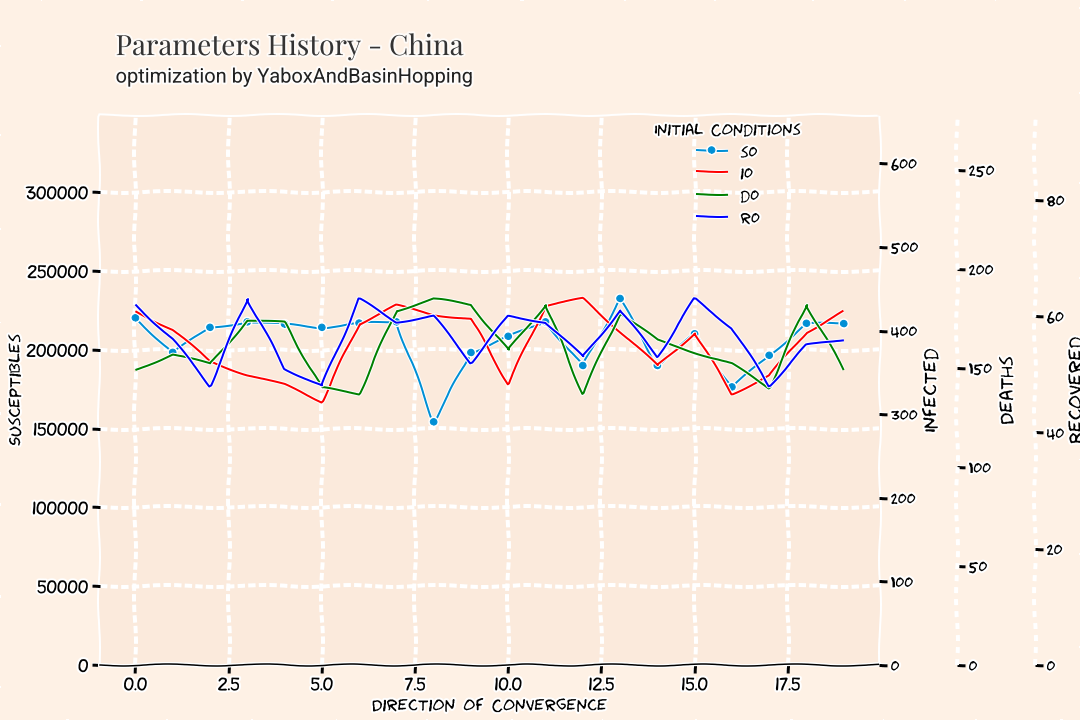 Parameters History - China
optimization by YaboxAndBasinHopping
INITIAL CONDITIONS
S0
I0
D0
R0
300000
250000
200000
150000
100000
50000
0
SUSCEPTIBLES
0.0 2.5 5.0 7.5 10.0 12.5 15.0 17.5
DIRECTION OF CONVERGENCE
600
500
400
300
200
100
0
INFECTED
250
200
150
100
50
0
DEATHS
80
60
40
20
0
RECOVERED